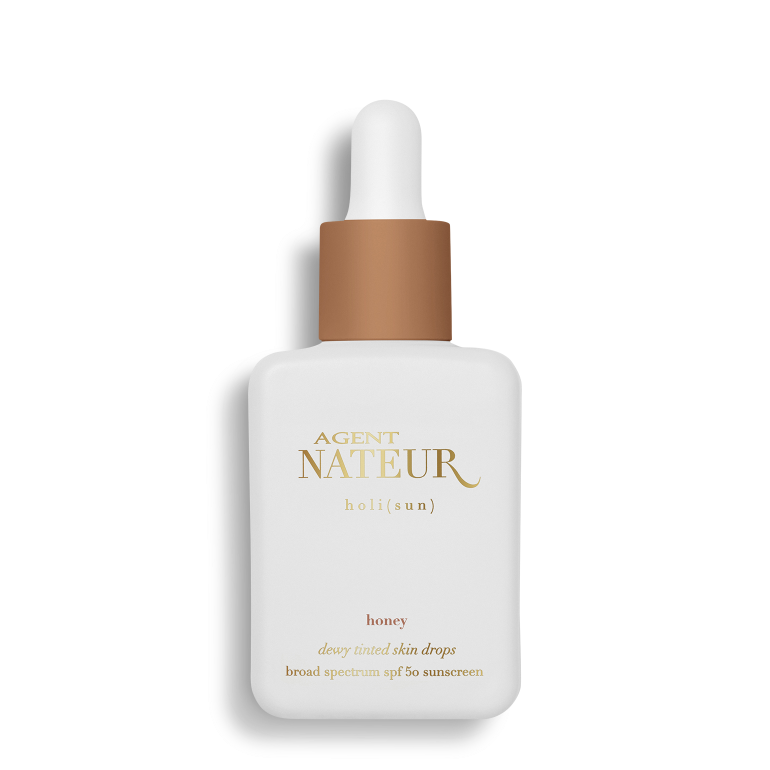 AGENT
NATEUR
holi(sun)
honey
dewy tinted skin drops
broad spectrum spf 50 sunscreen